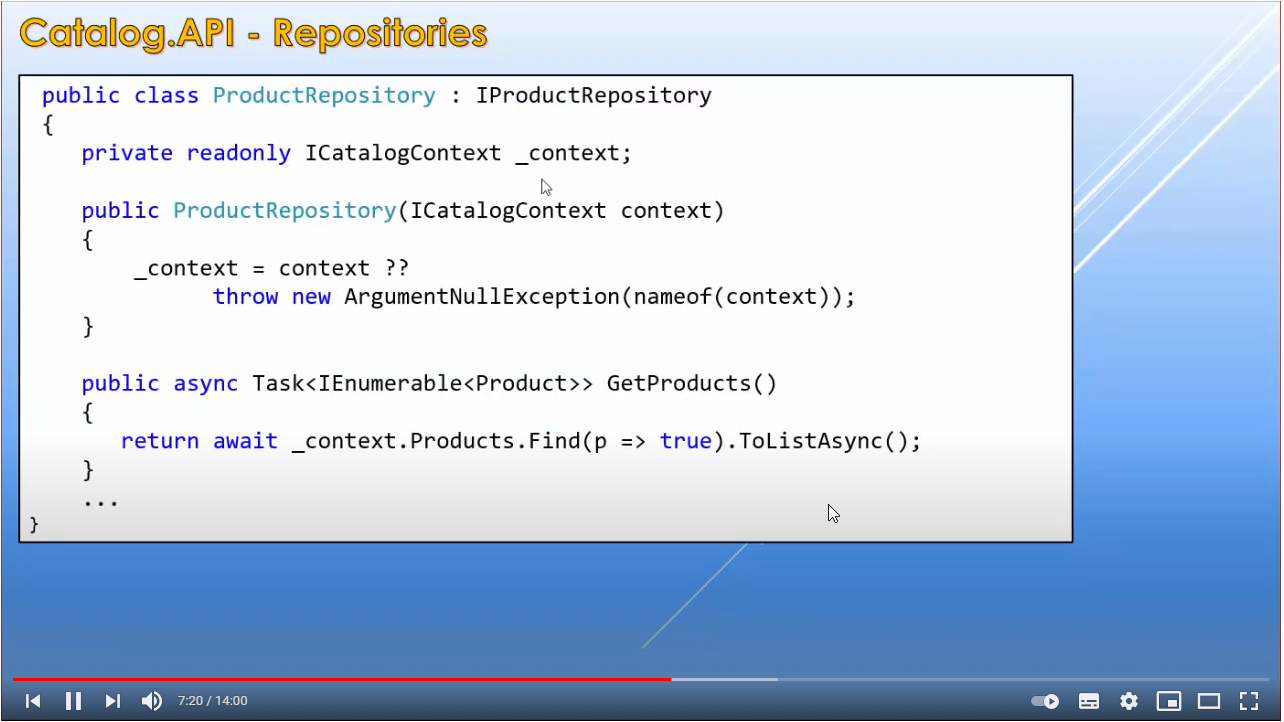 Catalog.API - Repositories
public class ProductRepository : IProductRepository
{
private readonly ICatalogContext _context;
public ProductRepository(ICatalogContext context)
{
_context = context ??
throw new ArgumentNullException(nameof(context));
}
public async Task<IEnumerable<Product>> GetProducts()
{
return await _context.Products.Find(p => true).ToListAsync();
}
...
}
7:20 / 14:00